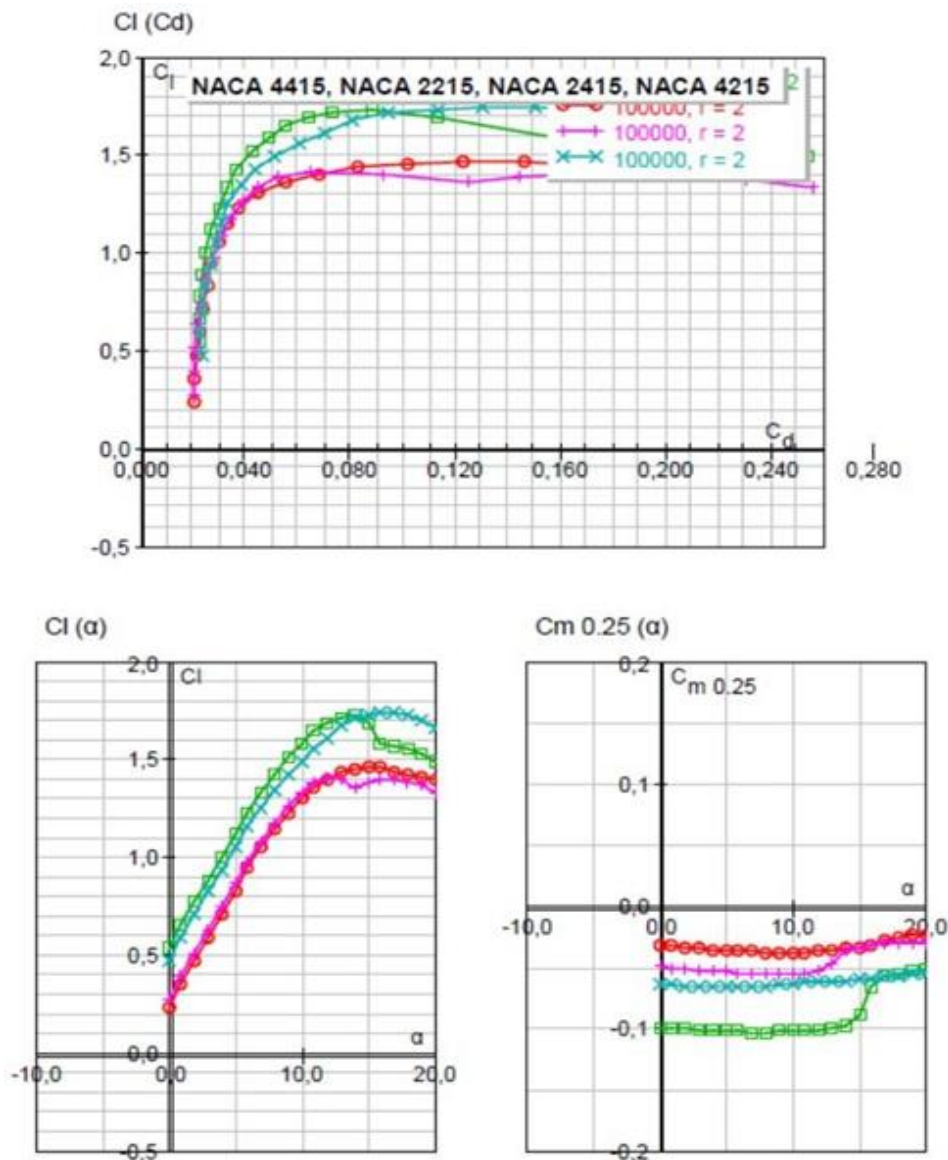 Cl (Cd)
2,0
Cl
NACA 4415, NACA 2215, NACA 2415, NACA 4215
2
100000, r = 2
100000, r = 2
100000, r = 2
1,5
1,0
0,5
Cd
0,0
0,000 0,040 0,080 0,120 0,160 0,200 0,240 0,280
-0,5
Cl (α) Cm 0.25 (α)
2,0 Cl 0,2 Cm 0.25
1,5
0,1
1,0
α
0,0
-10,0 10,0 20,0
0,5
α
0,0
-0,1
-10,0 0,0 10,0 20,0
-0,5 -0,2